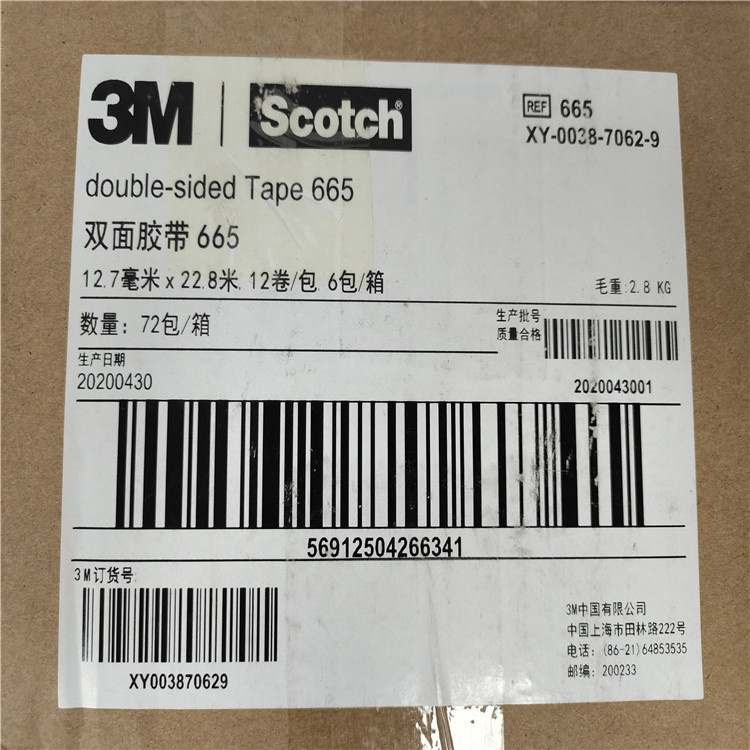 3M | Scotch®
REF 665
XY-0038-7062-9
double-sided Tape 665
双面胶带 665
12.7毫米 x 22.8米, 12卷/包, 6包/箱
毛重:2.8 KG
数量: 72包/箱
生产批号
质量合格
生产日期
20200430
2020043001
56912504266341
3M订货号:
XY003870629
3M中国有限公司
中国上海市田林路222号
电话: (86-21)64853535
邮编: 200233